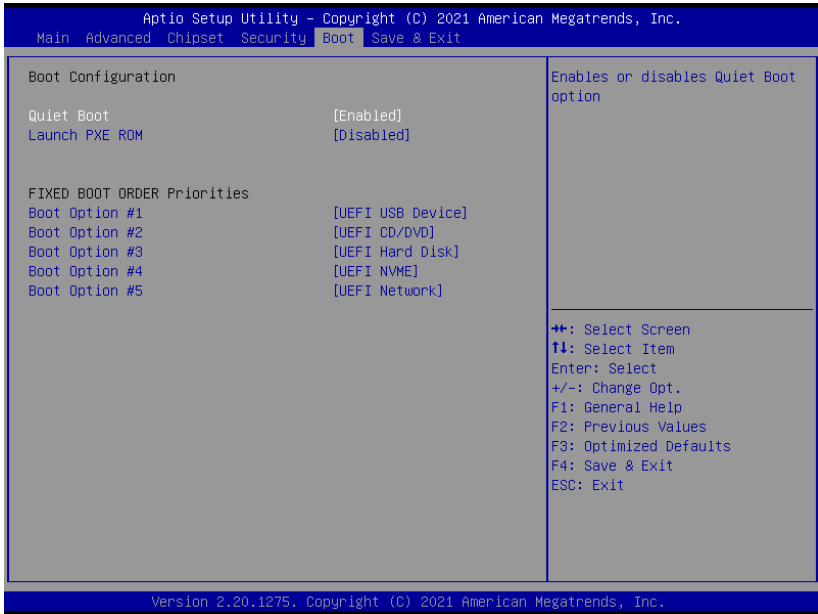 Aptio Setup Utility – Copyright (C) 2021 American Megatrends, Inc.
Main Advanced Chipset Security Boot Save & Exit
Boot Configuration
Quiet Boot [Enabled]
Launch PXE ROM [Disabled]
FIXED BOOT ORDER Priorities
Boot Option #1 [UEFI USB Device]
Boot Option #2 [UEFI CD/DVD]
Boot Option #3 [UEFI Hard Disk]
Boot Option #4 [UEFI NVME]
Boot Option #5 [UEFI Network]
Enables or disables Quiet Boot
option
→←: Select Screen
↑↓: Select Item
Enter: Select
+/-: Change Opt.
F1: General Help
F2: Previous Values
F3: Optimized Defaults
F4: Save & Exit
ESC: Exit
Version 2.20.1275. Copyright (C) 2021 American Megatrends, Inc.